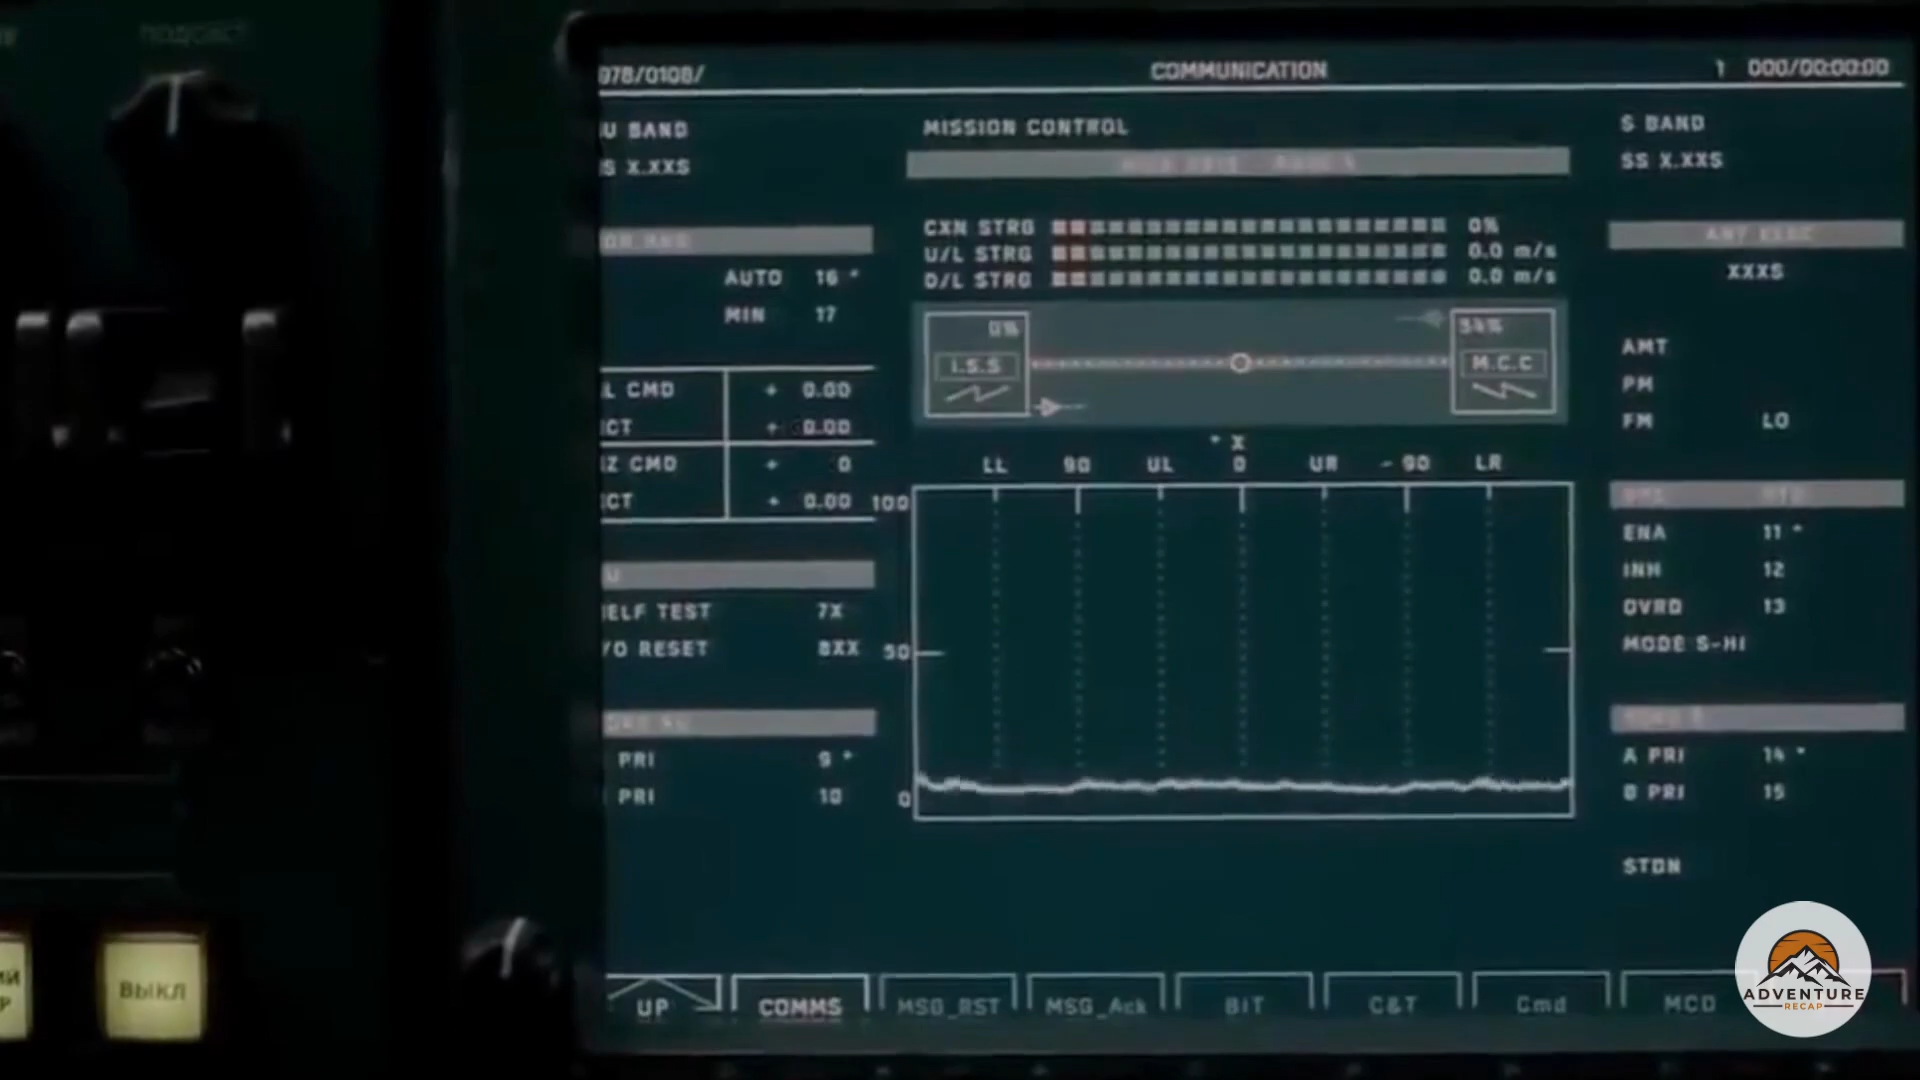 ПОДСВЕТ
978/0108/
COMMUNICATION
1 000/00:00:00
U BAND
S X.XXS
MISSION CONTROL
S BAND
SS X.XXS
CXN STRG 0%
U/L STRG 0.0 m/s
D/L STRG 0.0 m/s
ANT ELEC
XXXS
AUTO 16 *
MIN 17
0%
I.S.S
54%
M.C.C
AMT
PM
FM LO
L CMD + 0.00
CT + 0.00
Z CMD + 0
CT + 0.00
* X
LL 90 UL 0 UR - 90 LR
100
50
0
U
ELF TEST 7X
/O RESET 8XX
PRI 9 *
PRI 10
ENA 11 *
INH 12
OVRD 13
MODE S-HI
A PRI 14 *
B PRI 15
STDN
ВЫКЛ
UP COMMS MSG_RST MSG_Ack BIT C&T Cmd MCD
ADVENTURE
RECAP